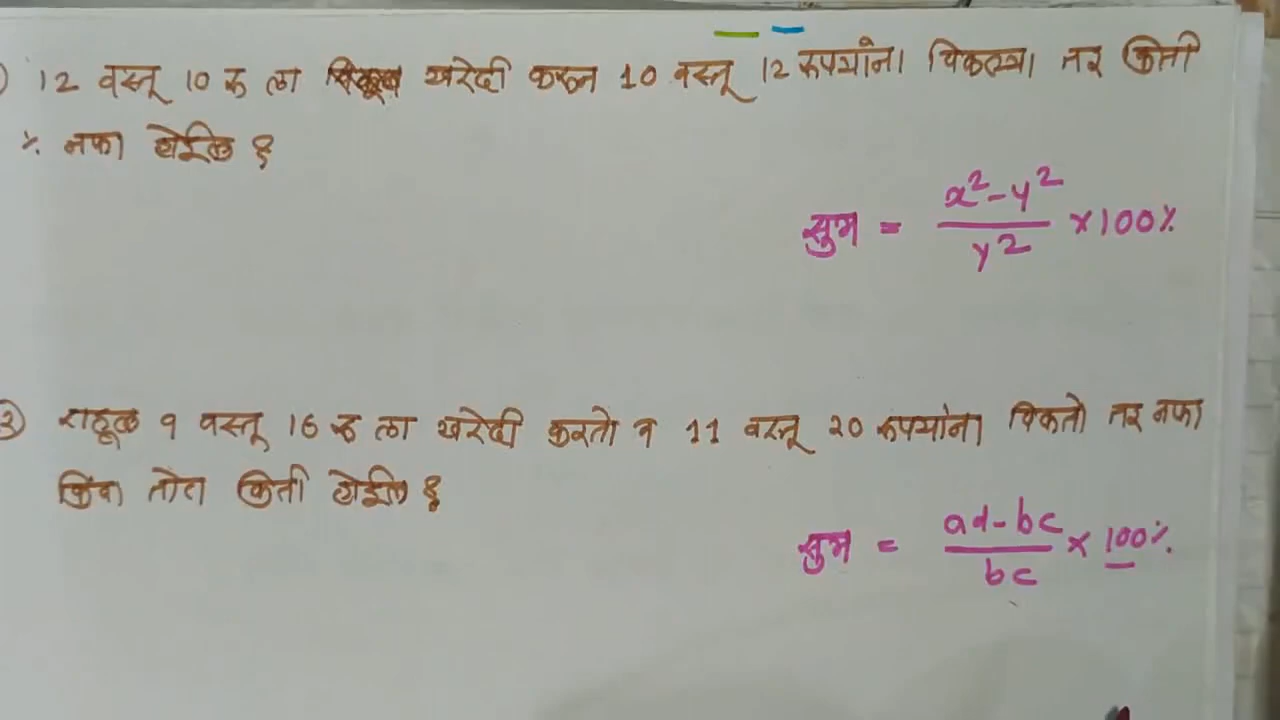 ) 12 वस्तू 10 रु ला खरेदी करून 10 वस्तू 12 रुपयांना विकल्या तर किती
% नफा होईल ?
सुत्र = x²-y² / y² × 100%
3) राहूल 9 वस्तू 16 रु ला खरेदी करतो व 11 वस्तू 20 रुपयांना विकतो तर नफा
किंवा तोटा किती होईल ?
सुत्र = ad-bc / bc × 100%.